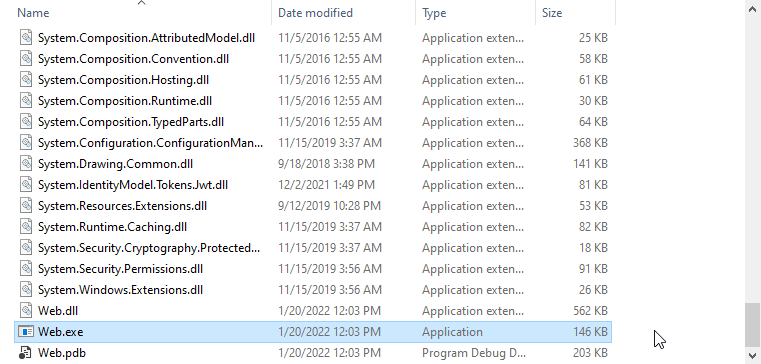 Name Date modified Type Size
System.Composition.AttributedModel.dll 11/5/2016 12:55 AM Application exten... 25 KB
System.Composition.Convention.dll 11/5/2016 12:55 AM Application exten... 58 KB
System.Composition.Hosting.dll 11/5/2016 12:55 AM Application exten... 61 KB
System.Composition.Runtime.dll 11/5/2016 12:55 AM Application exten... 30 KB
System.Composition.TypedParts.dll 11/5/2016 12:55 AM Application exten... 64 KB
System.Configuration.ConfigurationMan... 11/15/2019 3:37 AM Application exten... 368 KB
System.Drawing.Common.dll 9/18/2018 3:38 PM Application exten... 141 KB
System.IdentityModel.Tokens.Jwt.dll 12/2/2021 1:49 PM Application exten... 81 KB
System.Resources.Extensions.dll 9/12/2019 10:28 PM Application exten... 53 KB
System.Runtime.Caching.dll 11/15/2019 3:37 AM Application exten... 82 KB
System.Security.Cryptography.Protected... 11/15/2019 3:37 AM Application exten... 18 KB
System.Security.Permissions.dll 11/15/2019 3:56 AM Application exten... 91 KB
System.Windows.Extensions.dll 11/15/2019 3:56 AM Application exten... 26 KB
Web.dll 1/20/2022 12:03 PM Application exten... 562 KB
Web.exe 1/20/2022 12:03 PM Application 146 KB
Web.pdb 1/20/2022 12:03 PM Program Debug D... 203 KB